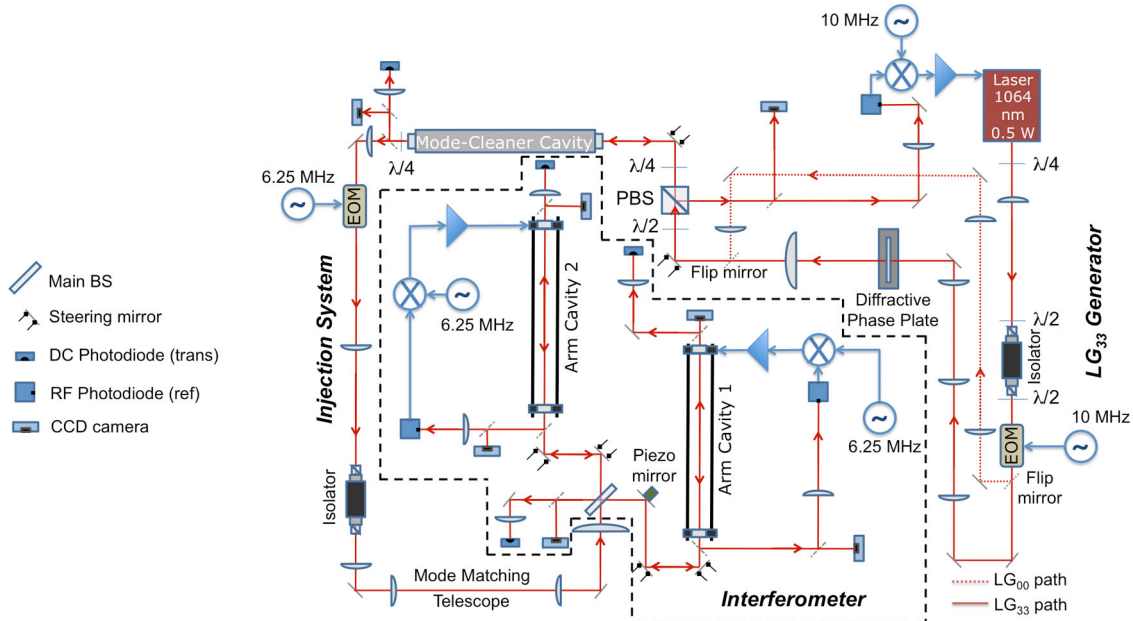 10 MHz
~
Laser
1064
nm
0.5 W
Mode-Cleaner Cavity
λ/4
λ/4
λ/4
6.25 MHz
~
EOM
PBS
λ/2
Flip mirror
Diffractive
Phase Plate
Main BS
Steering mirror
DC Photodiode (trans)
RF Photodiode (ref)
CCD camera
Injection System
Arm Cavity 2
~
6.25 MHz
LG33 Generator
λ/2
Isolator
λ/2
Arm Cavity 1
~
6.25 MHz
10 MHz
~
EOM
Flip
mirror
Piezo
mirror
Isolator
Mode Matching
Telescope
Interferometer
LG00 path
LG33 path